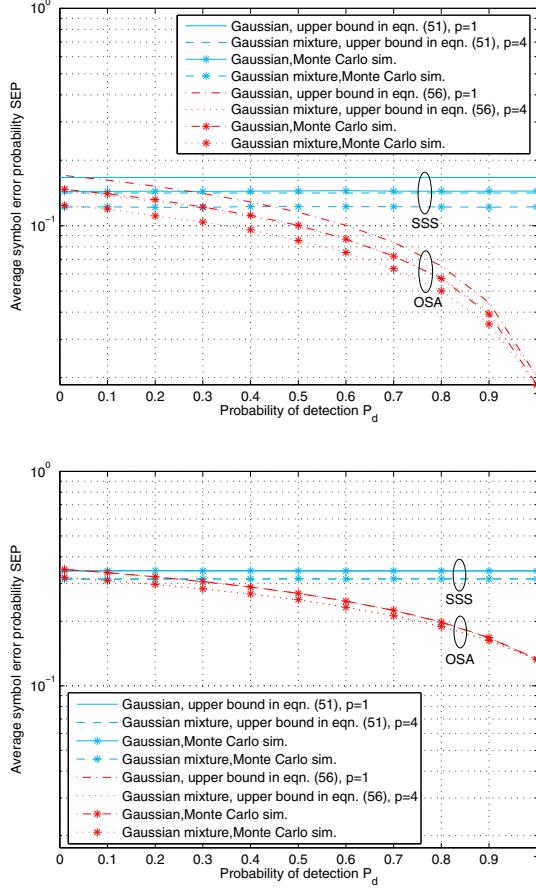 10^0
Gaussian, upper bound in eqn. (51), p=1
Gaussian mixture, upper bound in eqn. (51), p=4
Gaussian,Monte Carlo sim.
Gaussian mixture,Monte Carlo sim.
Gaussian, upper bound in eqn. (56), p=1
Gaussian mixture, upper bound in eqn. (56), p=4
Gaussian,Monte Carlo sim.
Gaussian mixture,Monte Carlo sim.
Average symbol error probability SEP
10^-1
SSS
OSA
0 0.1 0.2 0.3 0.4 0.5 0.6 0.7 0.8 0.9 1
Probability of detection P_d
10^0
Average symbol error probability SEP
SSS
OSA
10^-1
Gaussian, upper bound in eqn. (51), p=1
Gaussian mixture, upper bound in eqn. (51), p=4
Gaussian,Monte Carlo sim.
Gaussian mixture,Monte Carlo sim.
Gaussian, upper bound in eqn. (56), p=1
Gaussian mixture, upper bound in eqn. (56), p=4
Gaussian,Monte Carlo sim.
Gaussian mixture,Monte Carlo sim.
0 0.1 0.2 0.3 0.4 0.5 0.6 0.7 0.8 0.9 1
Probability of detection P_d